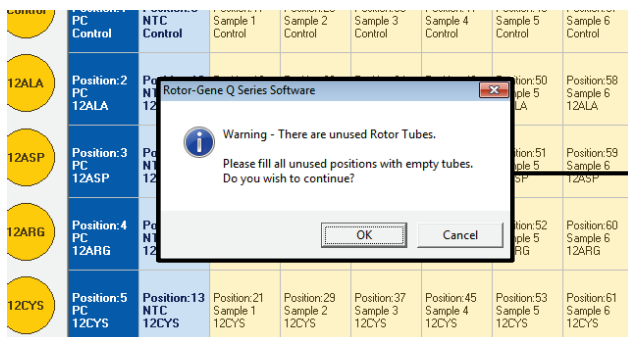 PC NTC Sample 1 Sample 2 Sample 3 Sample 4 Sample 5 Sample 6
Control Control Control Control Control Control Control Control
12ALA
Position:2 Position:58
PC Sample 6
12ALA 12ALA
Rotor-Gene Q Series Software
Warning - There are unused Rotor Tubes.
Please fill all unused positions with empty tubes.
Do you wish to continue?
OK Cancel
12ASP
Position:3 Position:59
PC Sample 6
12ASP 12ASP
12ARG
Position:4 Position:60
PC Sample 6
12ARG 12ARG
12CYS
Position:5 Position:13 Position:21 Position:29 Position:37 Position:45 Position:53 Position:61
PC NTC Sample 1 Sample 2 Sample 3 Sample 4 Sample 5 Sample 6
12CYS 12CYS 12CYS 12CYS 12CYS 12CYS 12CYS 12CYS